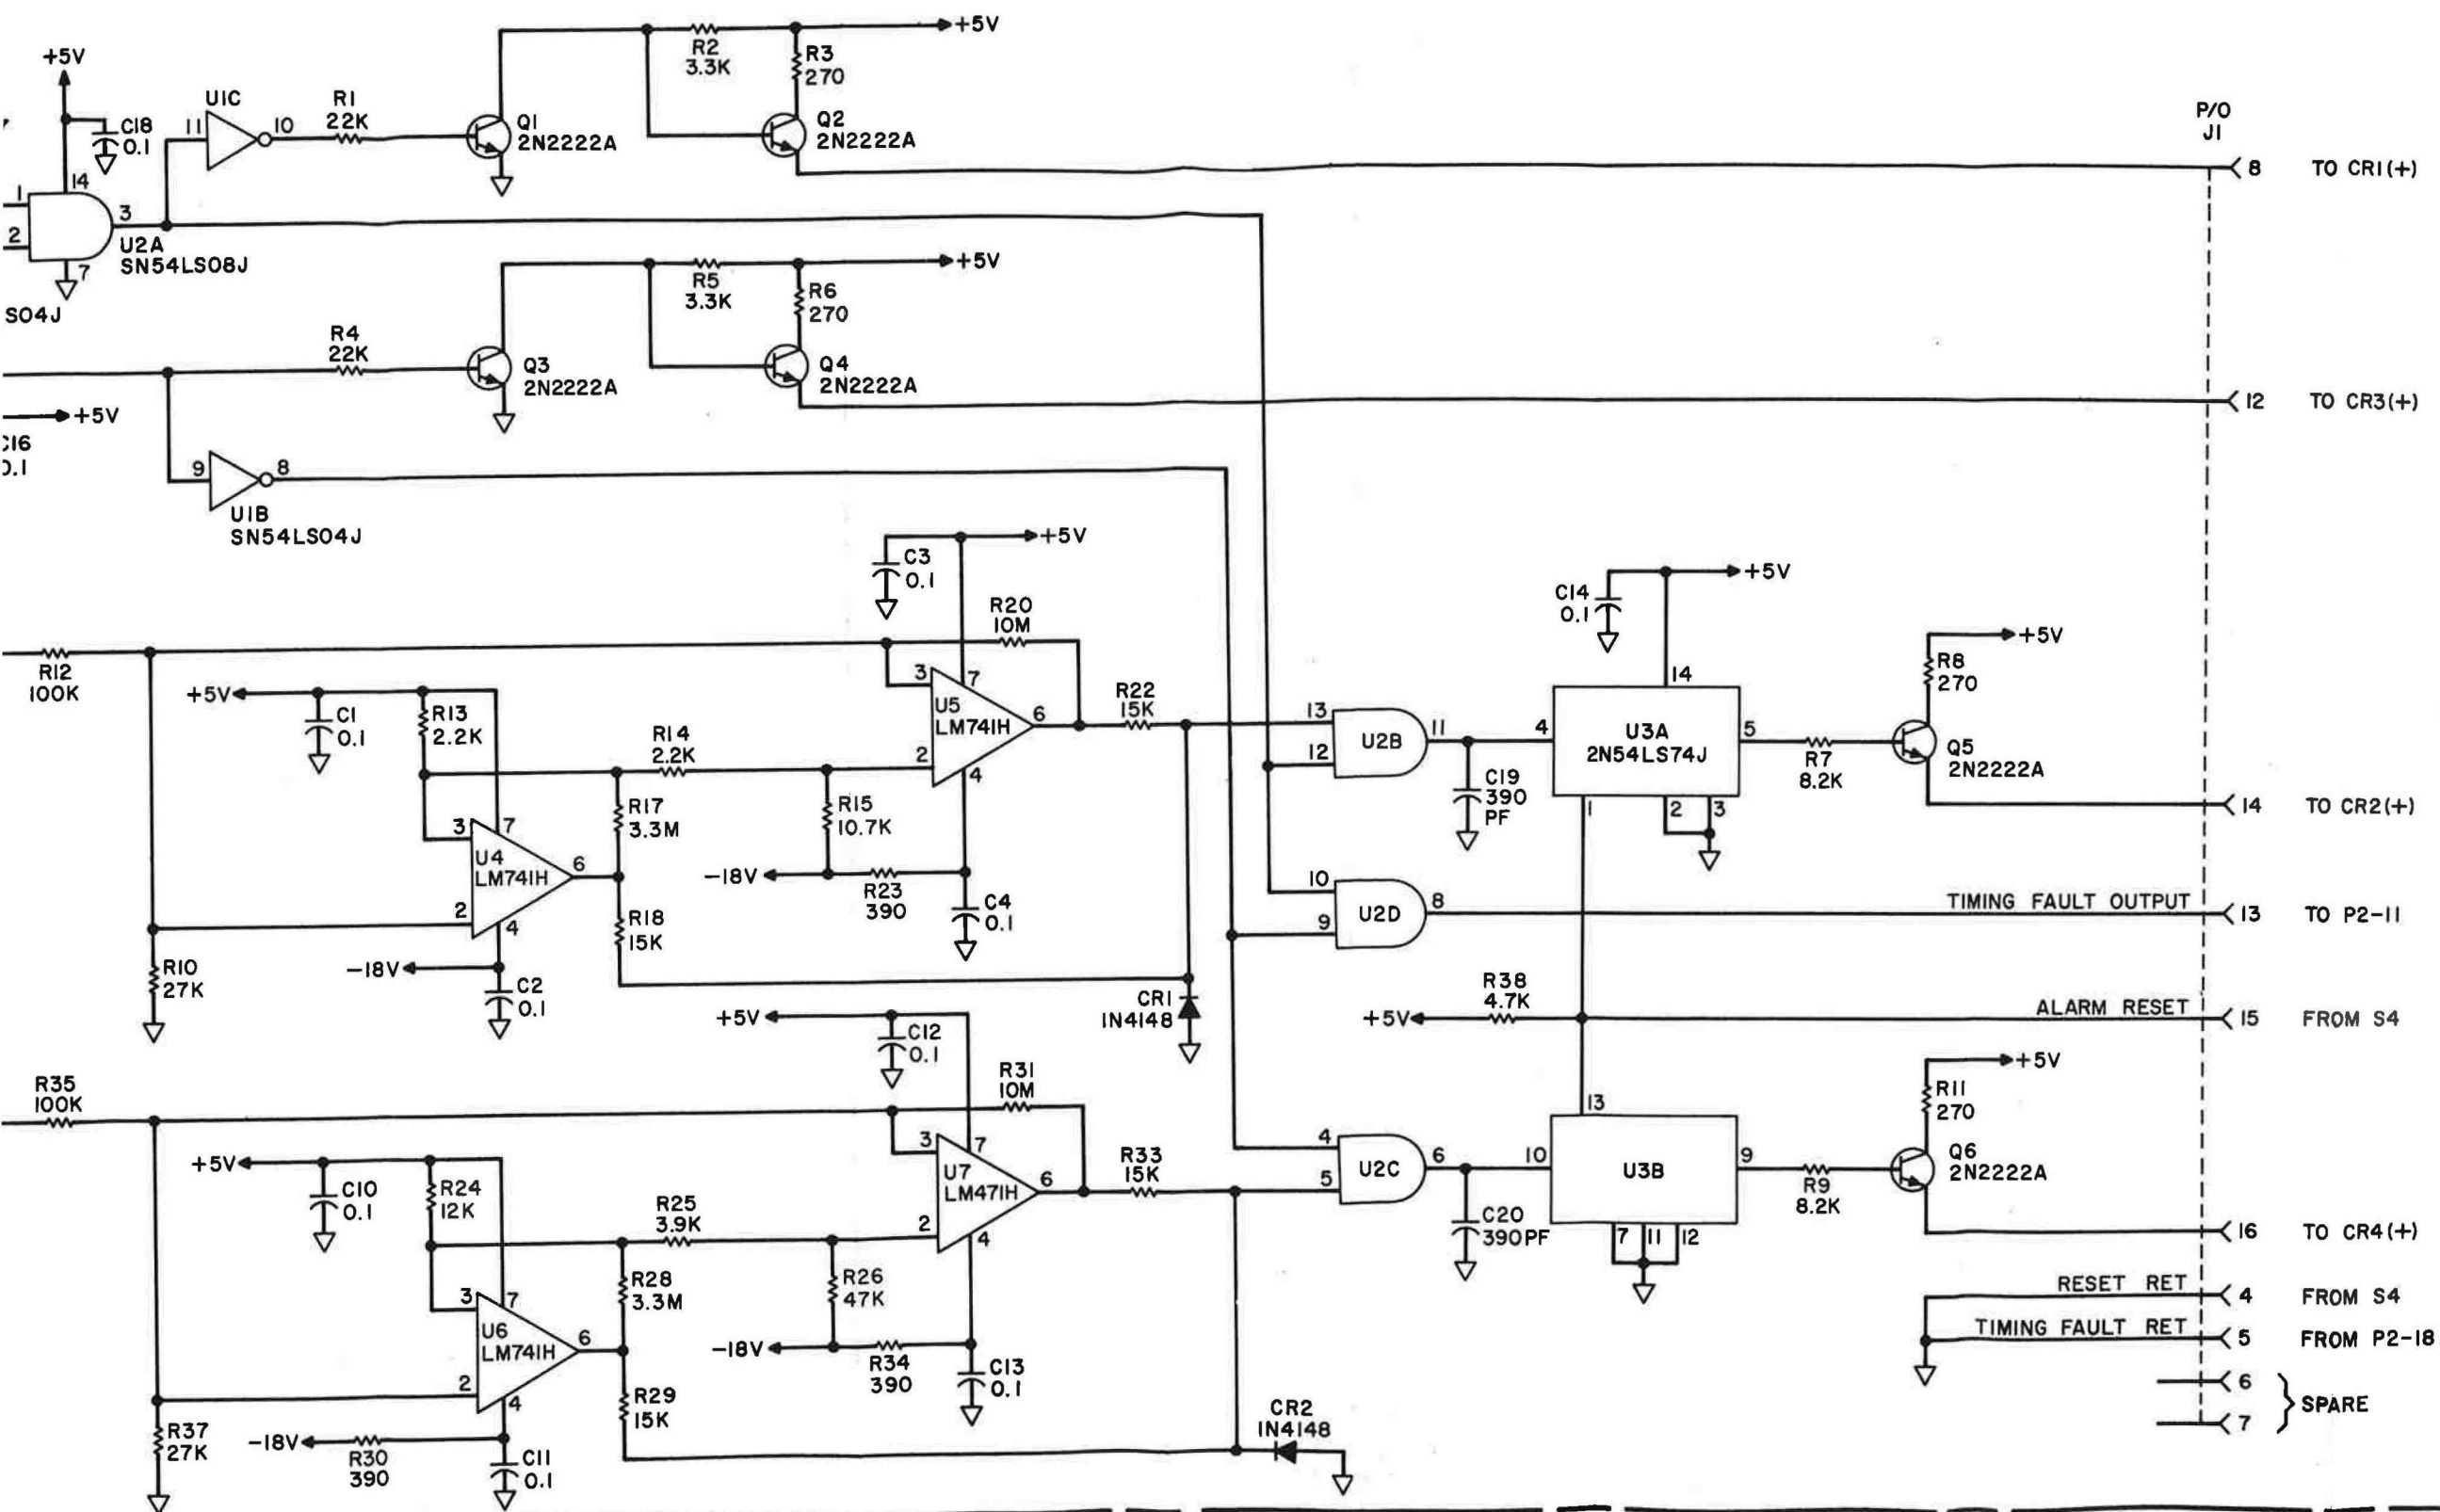 +5V
C18
0.1
14
1
2
3
7
U2A
SN54LS08J
S04J
U1C
11
10
R1
22K
Q1
2N2222A
R2
3.3K
R3
270
+5V
Q2
2N2222A
P/O
J1
8 TO CR1(+)
R4
22K
Q3
2N2222A
R5
3.3K
R6
270
+5V
Q4
2N2222A
12 TO CR3(+)
+5V
C16
0.1
9
8
U1B
SN54LS04J
C3
0.1
+5V
R20
10M
R12
100K
+5V
C1
0.1
R13
2.2K
R14
2.2K
3
7
U5
LM741H
6
2
4
R22
15K
R17
3.3M
R15
10.7K
3
7
U4
LM741H
6
2
4
-18V
R23
390
C4
0.1
R18
15K
R10
27K
-18V
C2
0.1
CR1
1N4148
13
12
U2B
11
C19
390
PF
C14
0.1
+5V
14
4
U3A
2N54LS74J
5
1
2
3
R7
8.2K
+5V
R8
270
Q5
2N2222A
14 TO CR2(+)
10
9
U2D
8
TIMING FAULT OUTPUT
13 TO P2-11
R38
4.7K
+5V
ALARM RESET
15 FROM S4
+5V
C12
0.1
R31
10M
R35
100K
+5V
C10
0.1
R24
12K
R25
3.9K
3
7
U7
LM471H
6
2
4
R33
15K
R28
3.3M
R26
47K
3
7
U6
LM741H
6
2
4
-18V
R34
390
C13
0.1
R29
15K
R37
27K
-18V
R30
390
C11
0.1
CR2
1N4148
4
5
U2C
6
C20
390PF
13
10
U3B
9
7
11
12
R9
8.2K
+5V
R11
270
Q6
2N2222A
16 TO CR4(+)
RESET RET
4 FROM S4
TIMING FAULT RET
5 FROM P2-18
6
7
SPARE